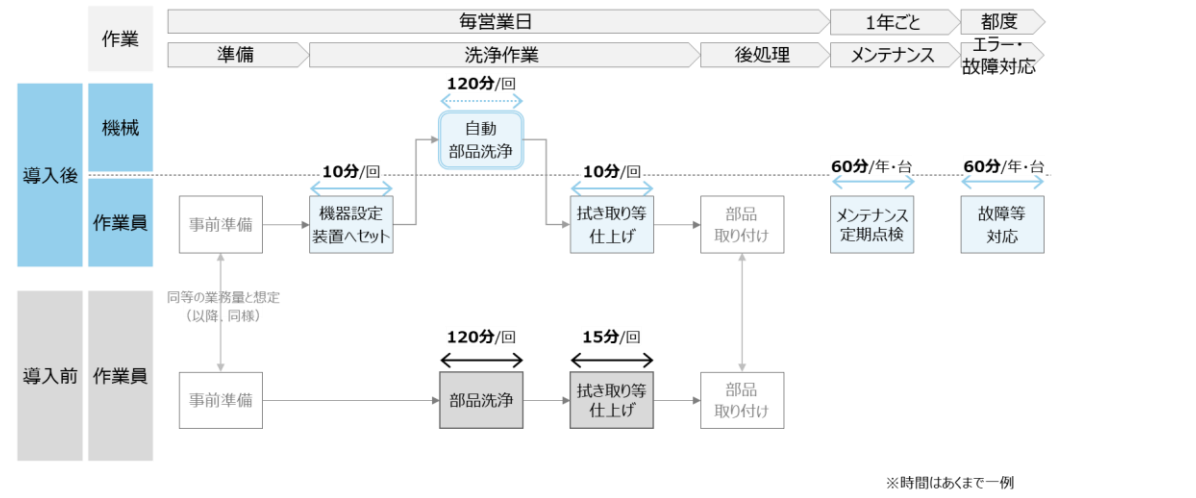 作業
毎営業日
1年ごと
都度
準備
洗浄作業
後処理
メンテナンス
エラー・
故障対応
導入後
機械
120分/回
自動
部品洗浄
作業員
事前準備
10分/回
機器設定
装置へセット
10分/回
拭き取り等
仕上げ
部品
取り付け
60分/年・台
メンテナンス
定期点検
60分/年・台
故障等
対応
同等の業務量と想定
（以降、同様）
導入前
作業員
事前準備
120分/回
部品洗浄
15分/回
拭き取り等
仕上げ
部品
取り付け
※時間はあくまで一例